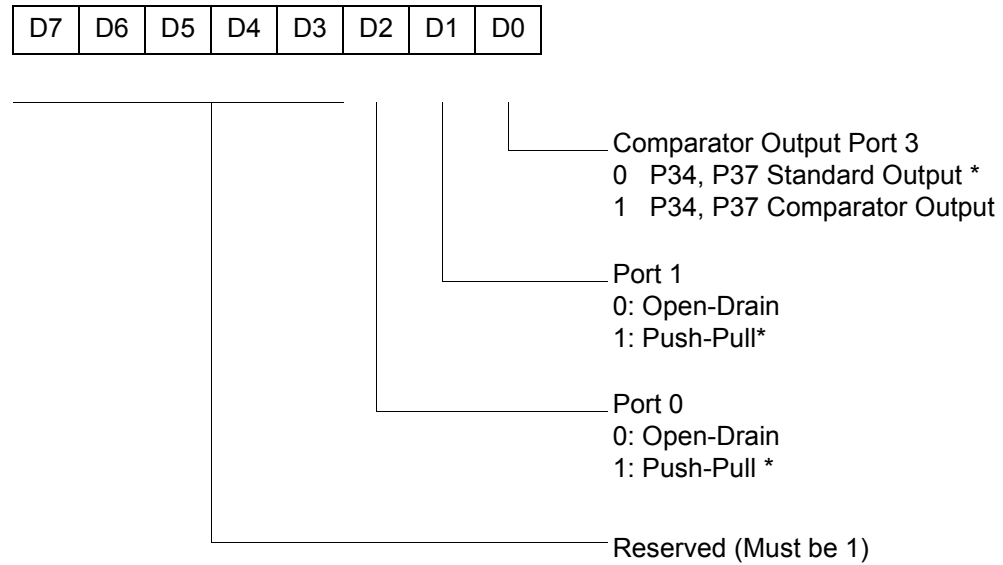 D7 D6 D5 D4 D3 D2 D1 D0
Comparator Output Port 3
0 P34, P37 Standard Output *
1 P34, P37 Comparator Output
Port 1
0: Open-Drain
1: Push-Pull*
Port 0
0: Open-Drain
1: Push-Pull *
Reserved (Must be 1)